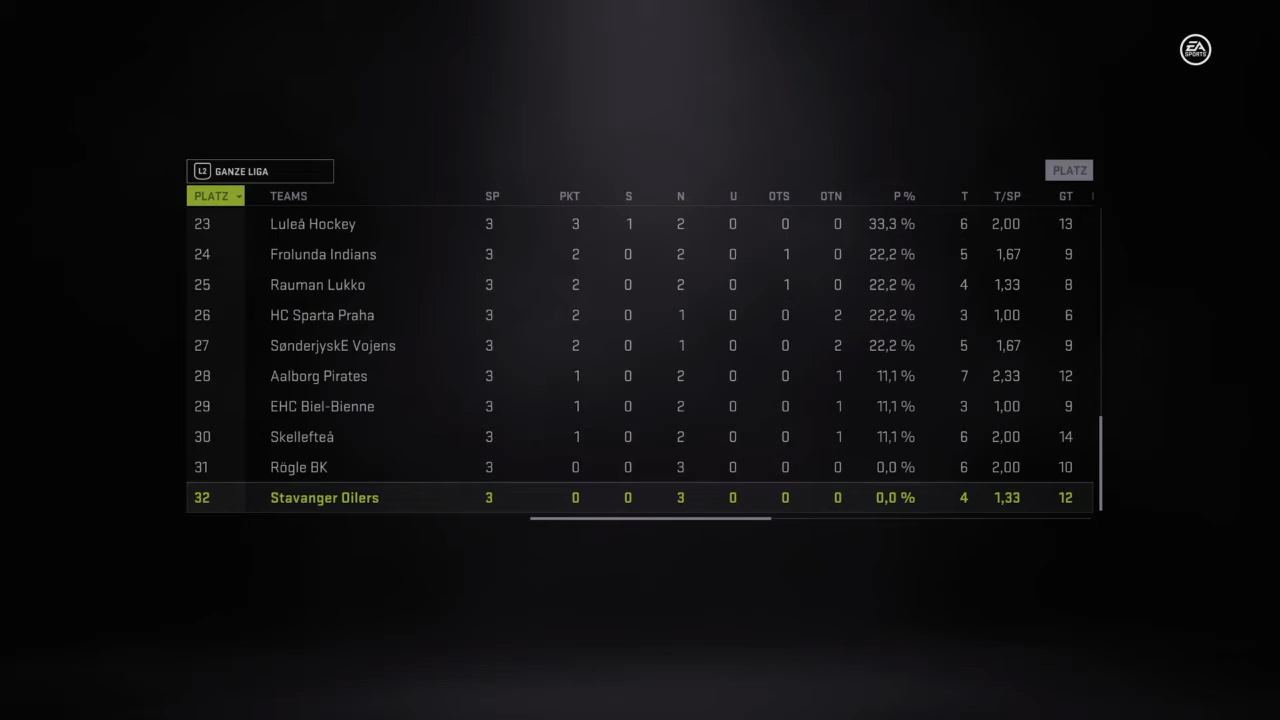 EA SPORTS
L2 GANZE LIGA
PLATZ
PLATZ TEAMS SP PKT S N U OTS OTN P % T T/SP GT
23 Luleå Hockey 3 3 1 2 0 0 0 33,3 % 6 2,00 13
24 Frolunda Indians 3 2 0 2 0 1 0 22,2 % 5 1,67 9
25 Rauman Lukko 3 2 0 2 0 1 0 22,2 % 4 1,33 8
26 HC Sparta Praha 3 2 0 1 0 0 2 22,2 % 3 1,00 6
27 SønderjyskE Vojens 3 2 0 1 0 0 2 22,2 % 5 1,67 9
28 Aalborg Pirates 3 1 0 2 0 0 1 11,1 % 7 2,33 12
29 EHC Biel-Bienne 3 1 0 2 0 0 1 11,1 % 3 1,00 9
30 Skellefteå 3 1 0 2 0 0 1 11,1 % 6 2,00 14
31 Rögle BK 3 0 0 3 0 0 0 0,0 % 6 2,00 10
32 Stavanger Oilers 3 0 0 3 0 0 0 0,0 % 4 1,33 12